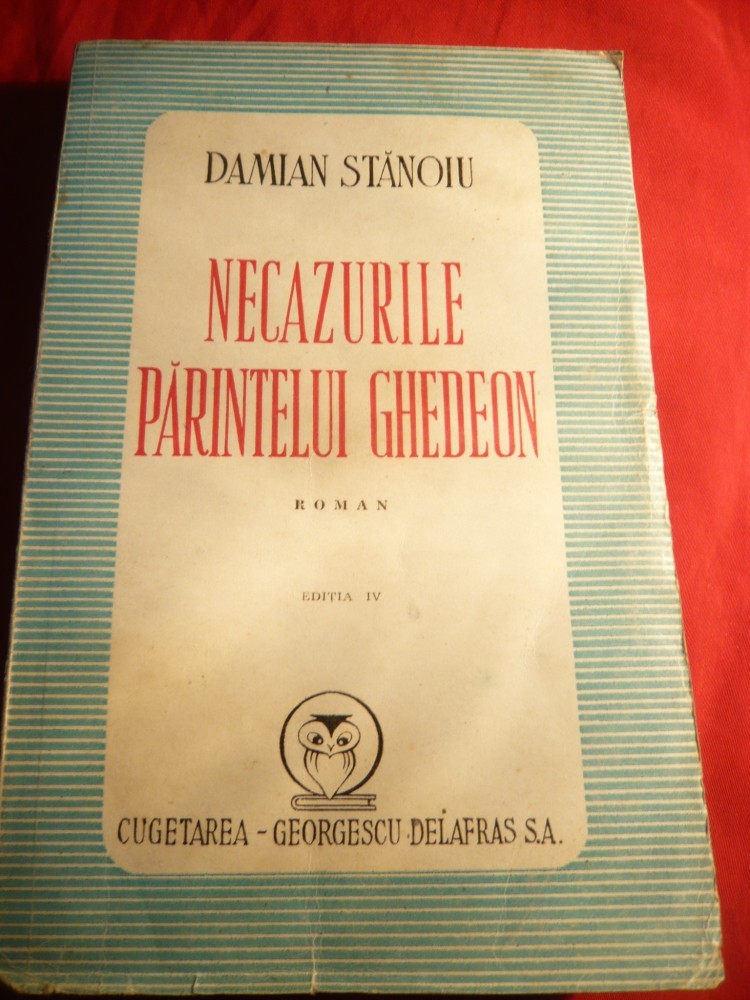 DAMIAN STĂNOIU
NECAZURILE
PĂRINTELUI GHEDEON
ROMAN
EDIȚIA IV
CUGETAREA - GEORGESCU DELAFRAS S.A.